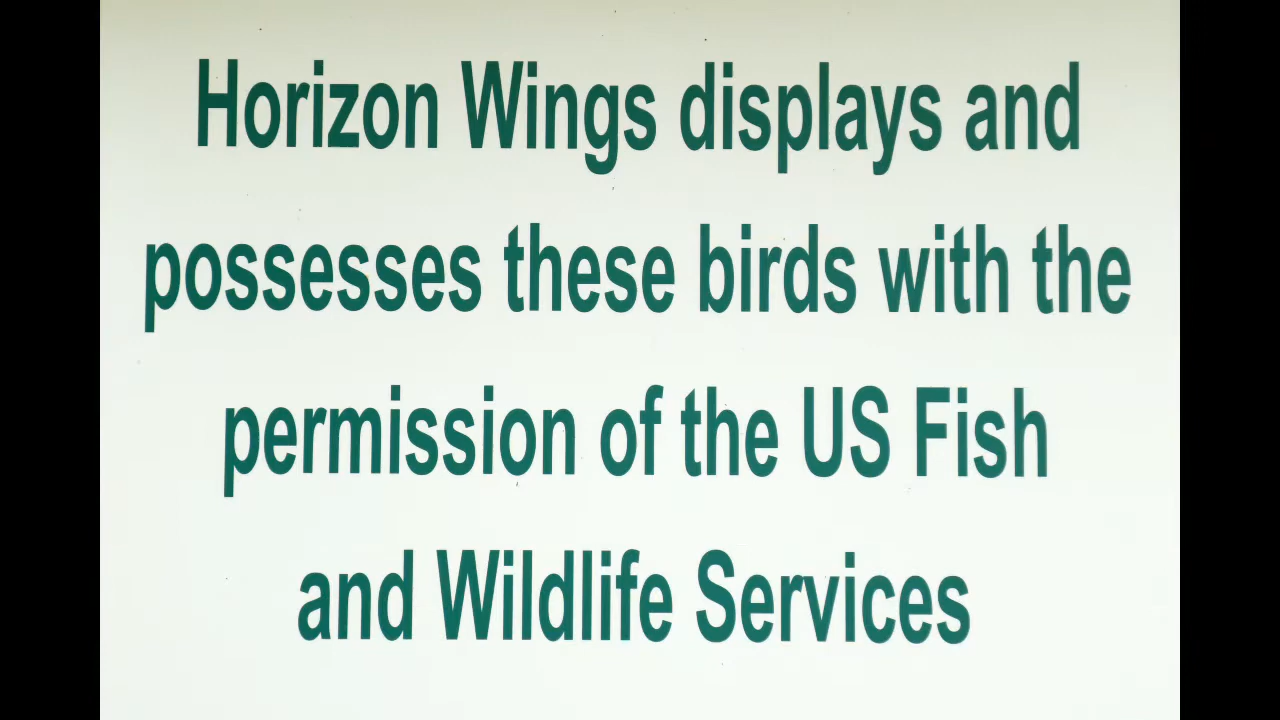 Horizon Wings displays and
possesses these birds with the
permission of the US Fish
and Wildlife Services